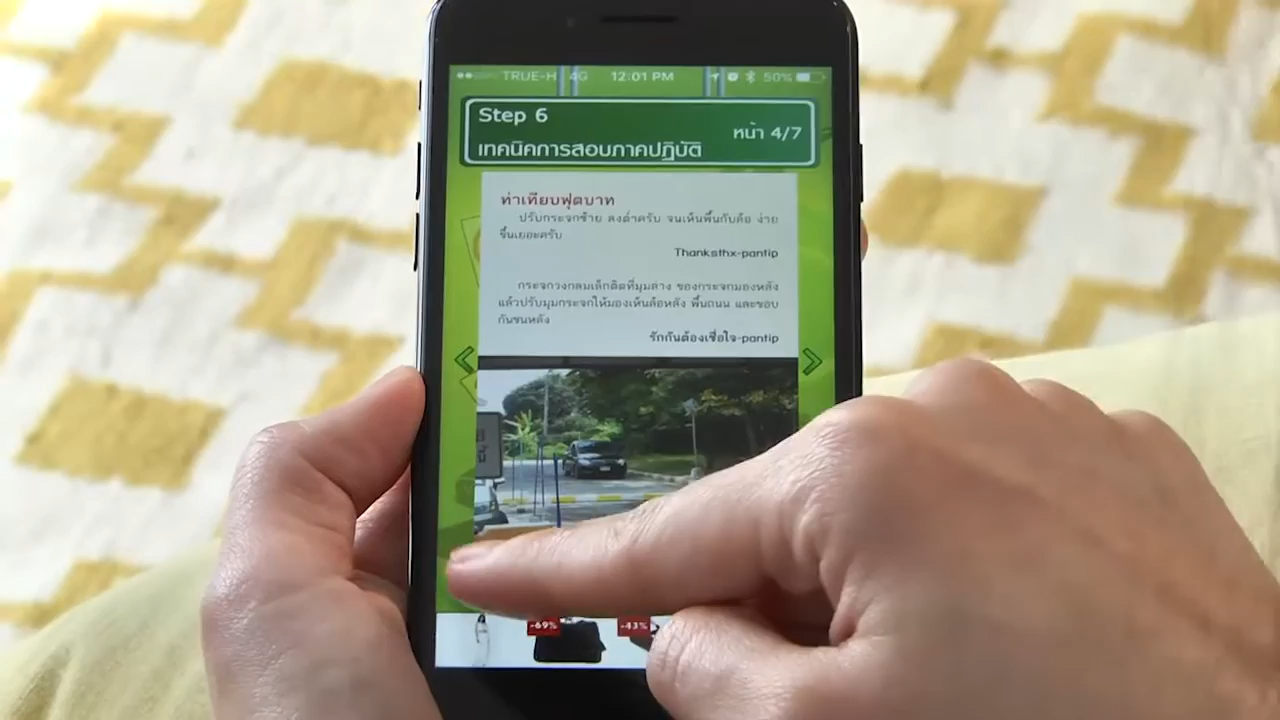 TRUE-H 4G 12:01 PM 50%
Step 6
หน้า 4/7
เทคนิคการสอบภาคปฏิบัติ
ท่าเทียบฟุตบาท
ปรับกระจกซ้าย ลงต่ำครับ จนเห็นพื้นกับล้อ ง่าย
ขึ้นเยอะครับ
Thanksthx-pantip
กระจกวงกลมเล็กติดที่มุมล่าง ของกระจกมองหลัง
แล้วปรับมุมกระจกให้มองเห็นล้อหลัง พื้นถนน และขอบ
กันชนหลัง
รักกันต้องเชื่อใจ-pantip
-69%
-43%